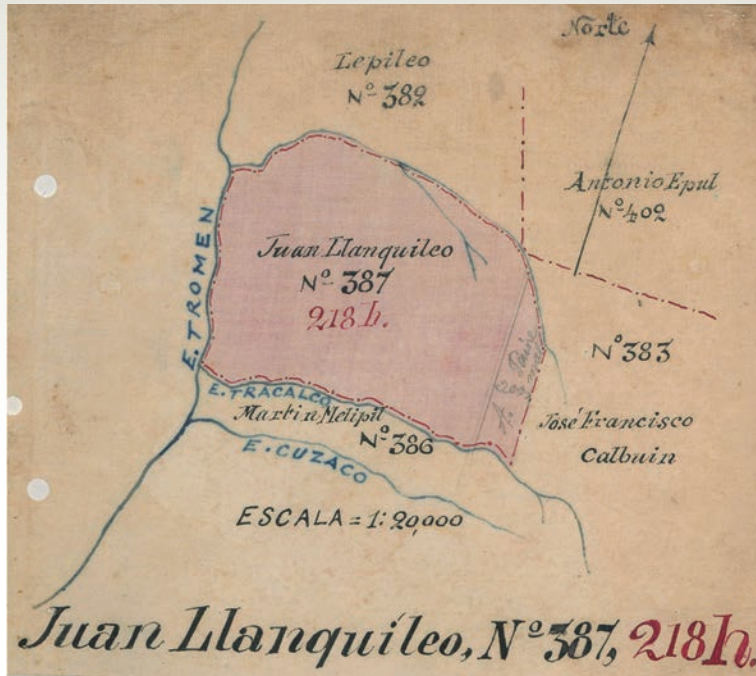 Norte
Lepileo
Nº 382
Antonio Epul
Nº 402
E. TROMEN
Juan Llanquileo
Nº 387
218 h.
Nº 383
E. TRACALCO
Martin Melipil
Nº 386
José Francisco
Calbuin
E. CUZACO
ESCALA = 1:20,000
Juan Llanquíleo, Nº 387, 218 h.